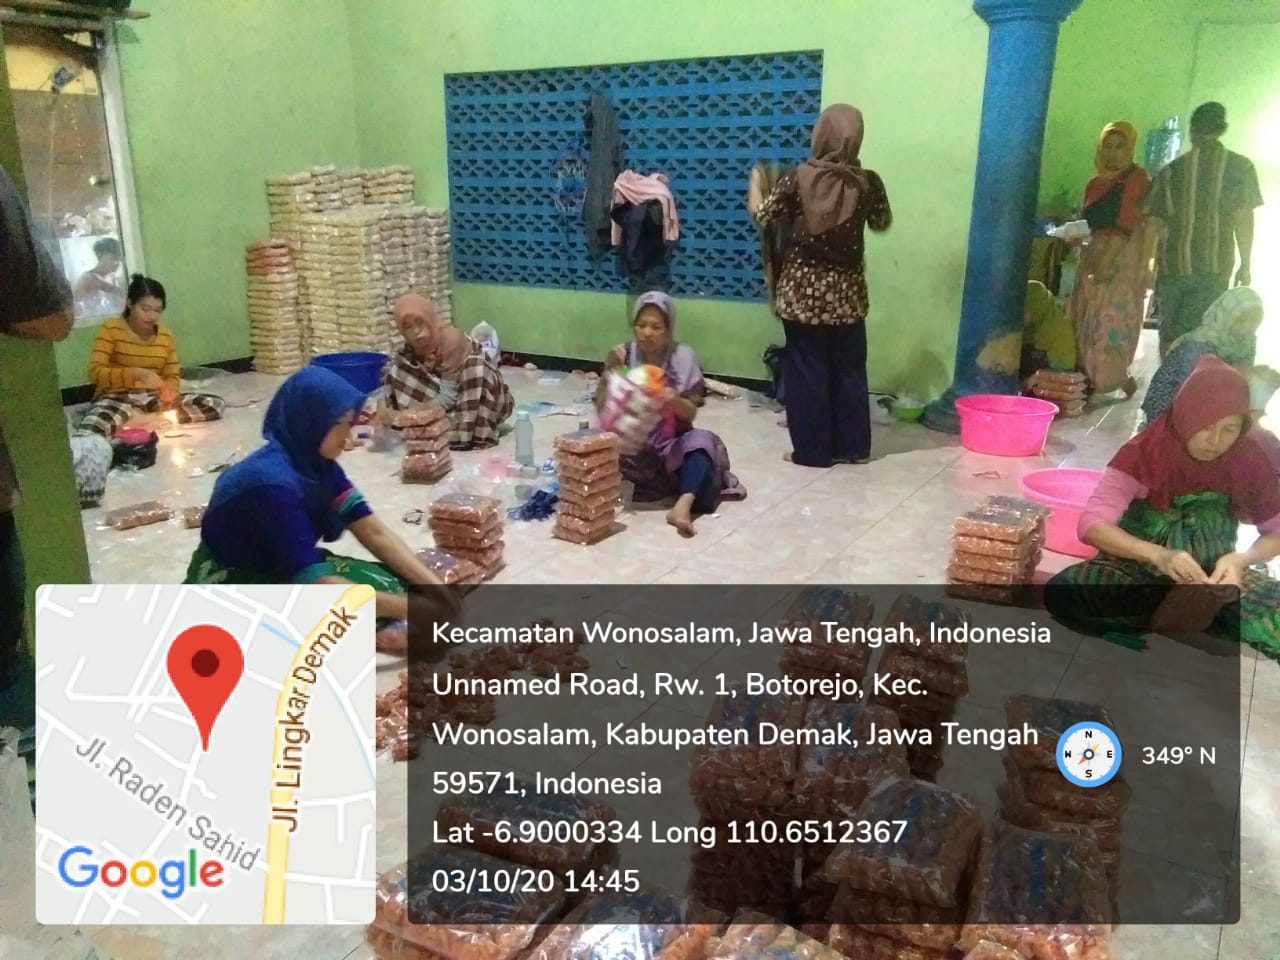 Kecamatan Wonosalam, Jawa Tengah, Indonesia
Unnamed Road, Rw. 1, Botorejo, Kec.
Wonosalam, Kabupaten Demak, Jawa Tengah
59571, Indonesia
Lat -6.9000334 Long 110.6512367
03/10/20 14:45
N
W E
S
349° N
Jl. Lingkar Demak
Jl. Raden Sahid
Google